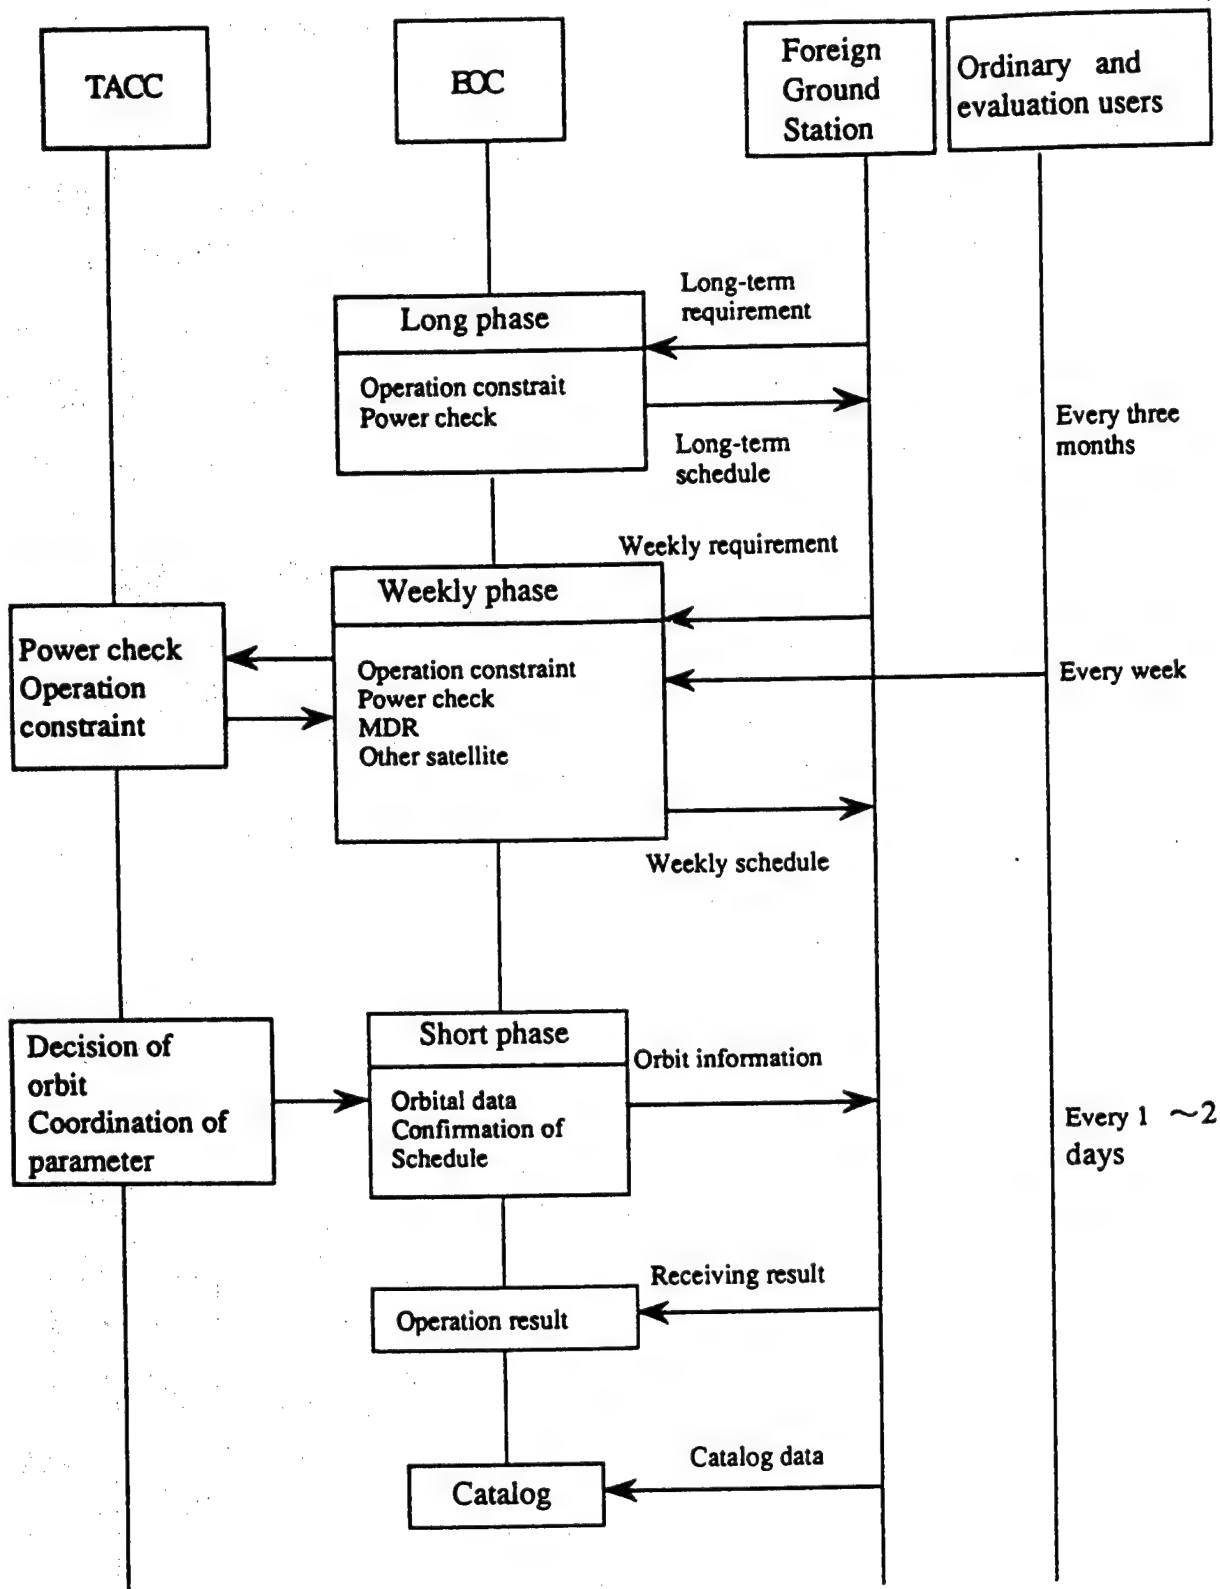 TACC
EOC
Foreign
Ground
Station
Ordinary and
evaluation users
Long-term
requirement
Long phase
Operation constrait
Power check
Long-term
schedule
Every three
months
Weekly requirement
Weekly phase
Power check
Operation
constraint
Operation constraint
Power check
MDR
Other satellite
Every week
Weekly schedule
Decision of
orbit
Coordination of
parameter
Short phase
Orbital data
Confirmation of
Schedule
Orbit information
Every 1 ~2
days
Receiving result
Operation result
Catalog data
Catalog